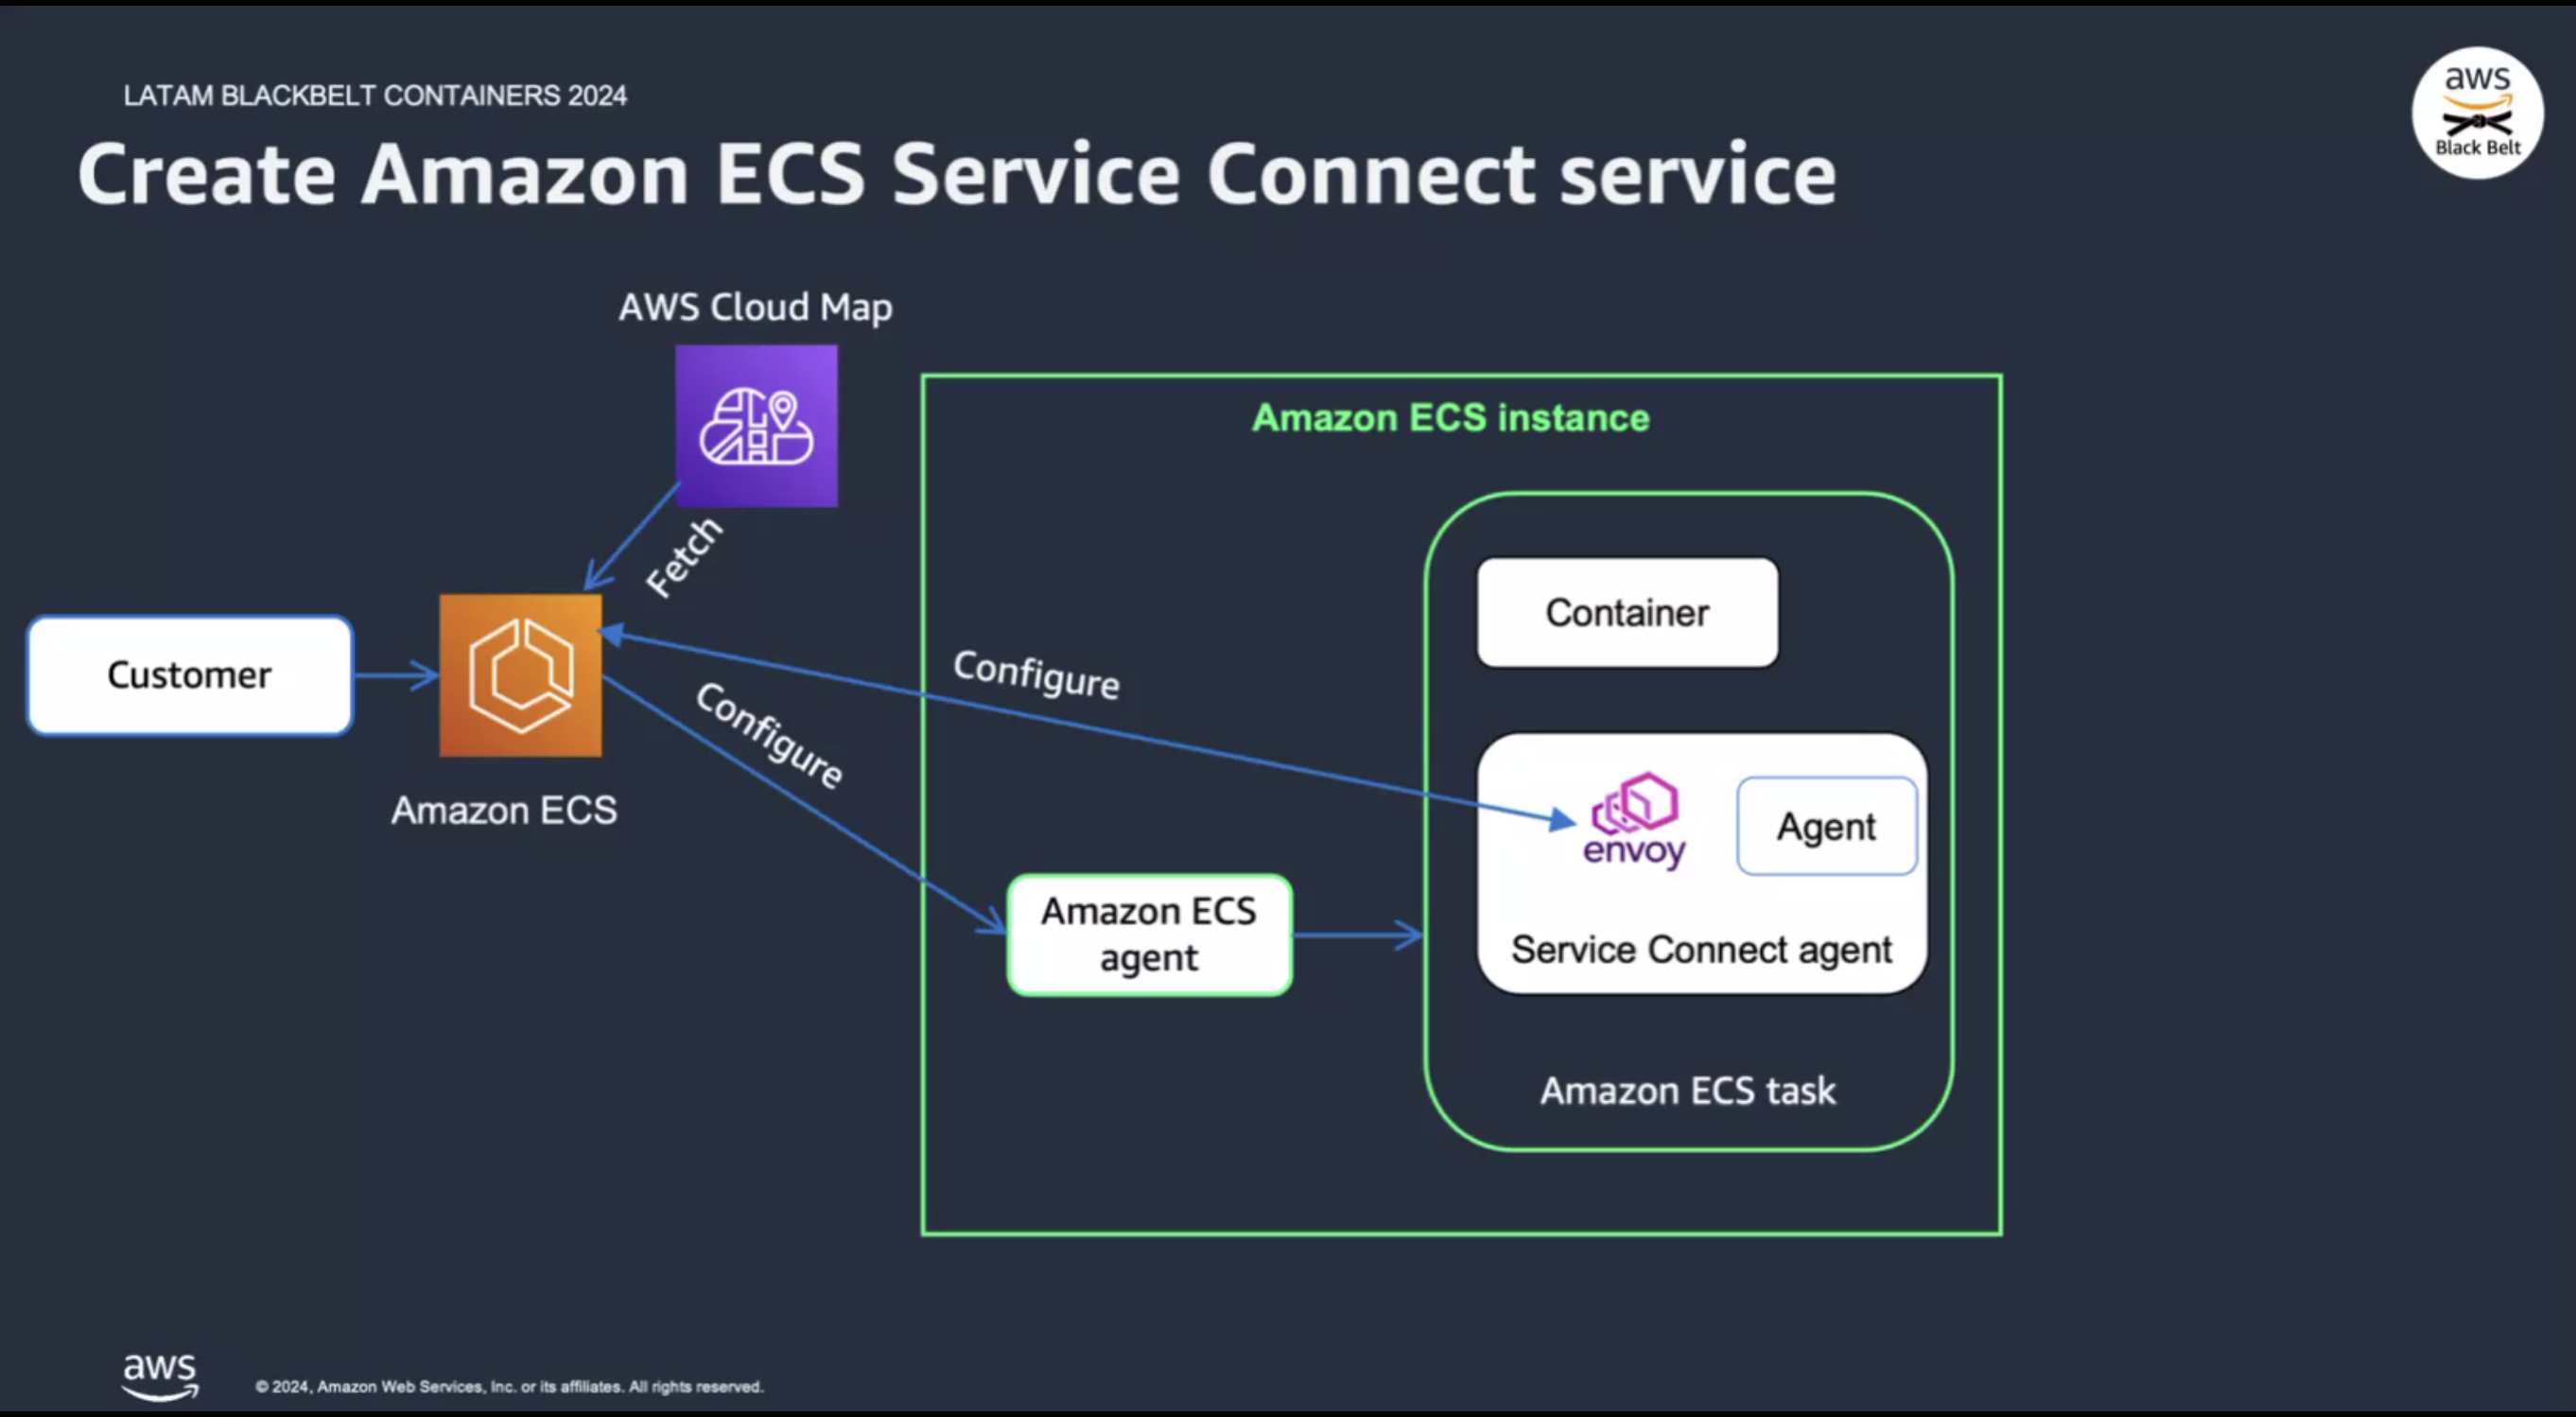 LATAM BLACKBELT CONTAINERS 2024
aws
Black Belt
Create Amazon ECS Service Connect service
AWS Cloud Map
Fetch
Customer
Amazon ECS
Configure
Configure
Amazon ECS instance
Container
envoy
Agent
Service Connect agent
Amazon ECS
agent
Amazon ECS task
aws
© 2024, Amazon Web Services, Inc. or its affiliates. All rights reserved.